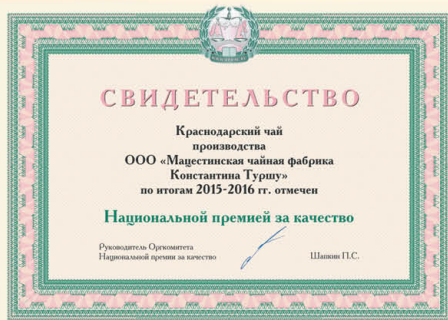 СВИДЕТЕЛЬСТВО
Краснодарский чай
производства
ООО «Мацестинская чайная фабрика
Константина Туршу»
по итогам 2015-2016 гг. отмечен
Национальной премией за качество
Руководитель Оргкомитета
Национальной премии за качество
Шапкин П.С.